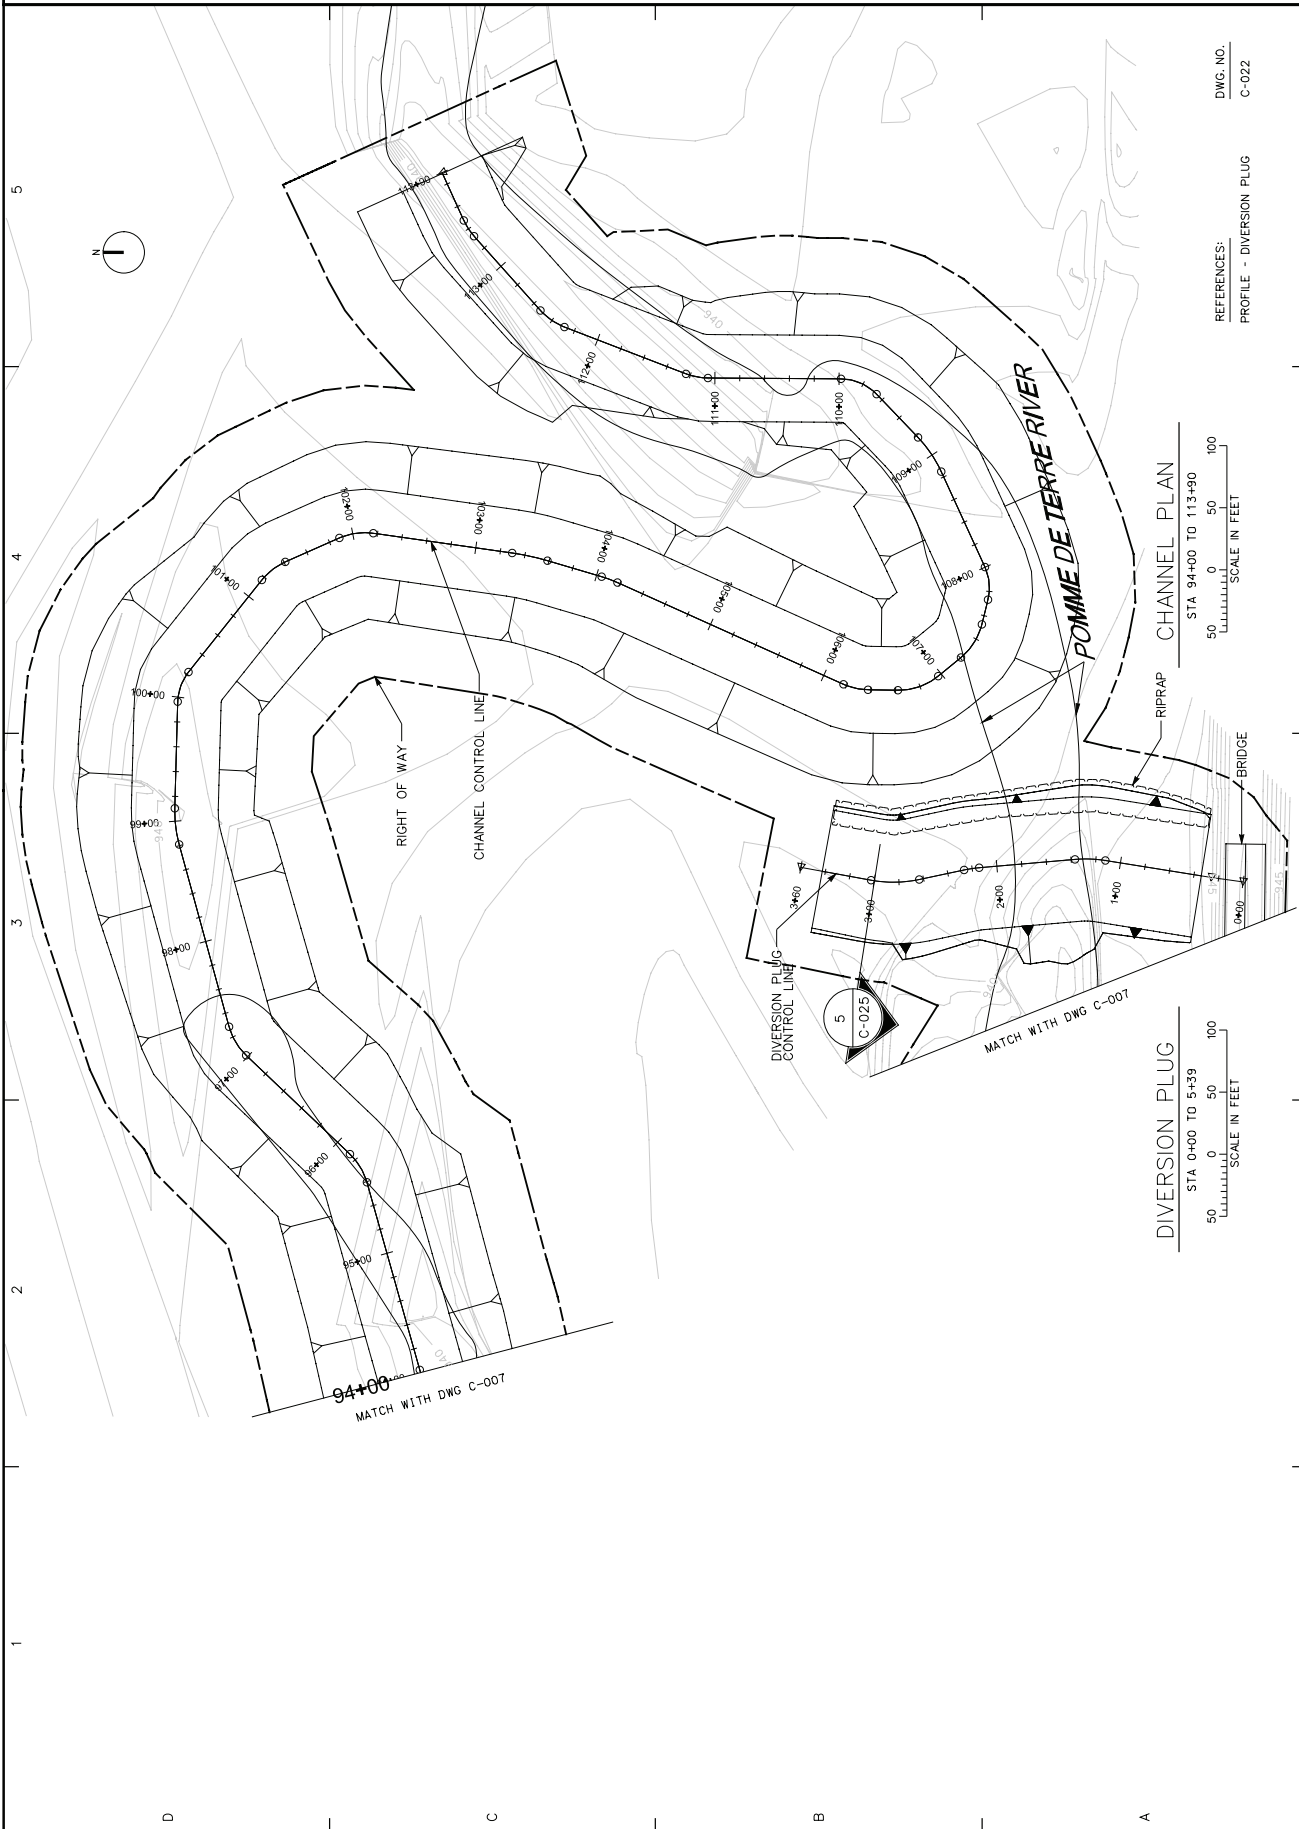 1
2
3
4
5
D
C
B
A
N
94+00
95+00
96+00
97+00
98+00
99+00
100+00
101+00
102+00
103+00
104+00
105+00
106+00
107+00
108+00
109+00
110+00
111+00
112+00
113+00
940
940
940
940
945
945
RIGHT OF WAY
CHANNEL CONTROL LINE
MATCH WITH DWG C-007
DIVERSION PLUG
CONTROL LINE
5
C-025
3+60
3+00
2+00
1+00
0+00
MATCH WITH DWG C-007
POMME DE TERRE RIVER
RIPRAP
BRIDGE
DIVERSION PLUG
STA 0+00 TO 5+39
50 0 50 100
SCALE IN FEET
CHANNEL PLAN
STA 94+00 TO 113+90
50 0 50 100
SCALE IN FEET
REFERENCES:
DWG. NO.
PROFILE - DIVERSION PLUG
C-022